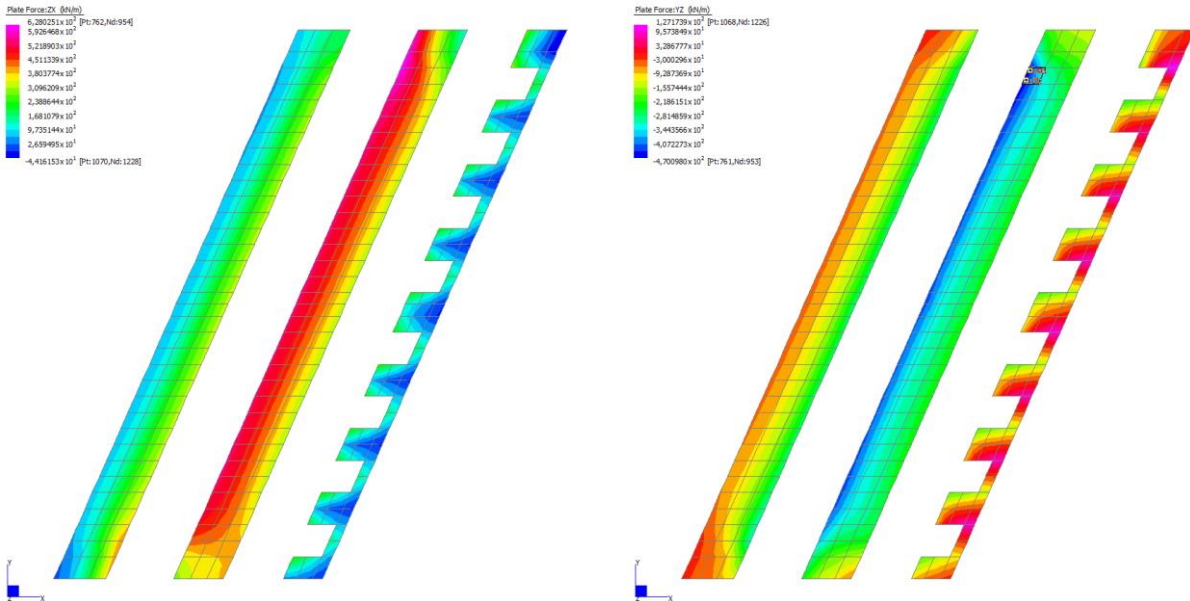 Plate Force:ZX (kN/m)
6,280251x10² [Pt:762,Nd:954]
5,926468x10²
5,218903x10²
4,511339x10²
3,803774x10²
3,096209x10²
2,388644x10²
1,681079x10²
9,735144x10¹
2,659495x10¹
-4,416153x10¹ [Pt:1070,Nd:1228]
Y
Z X
Plate Force:YZ (kN/m)
1,271739x10² [Pt:1068,Nd:1226]
9,573849x10¹
3,286777x10¹
-3,000296x10¹
-9,287369x10¹
-1,557444x10²
-2,186151x10²
-2,814859x10²
-3,443566x10²
-4,072273x10²
-4,700980x10² [Pt:761,Nd:953]
Y
Z X